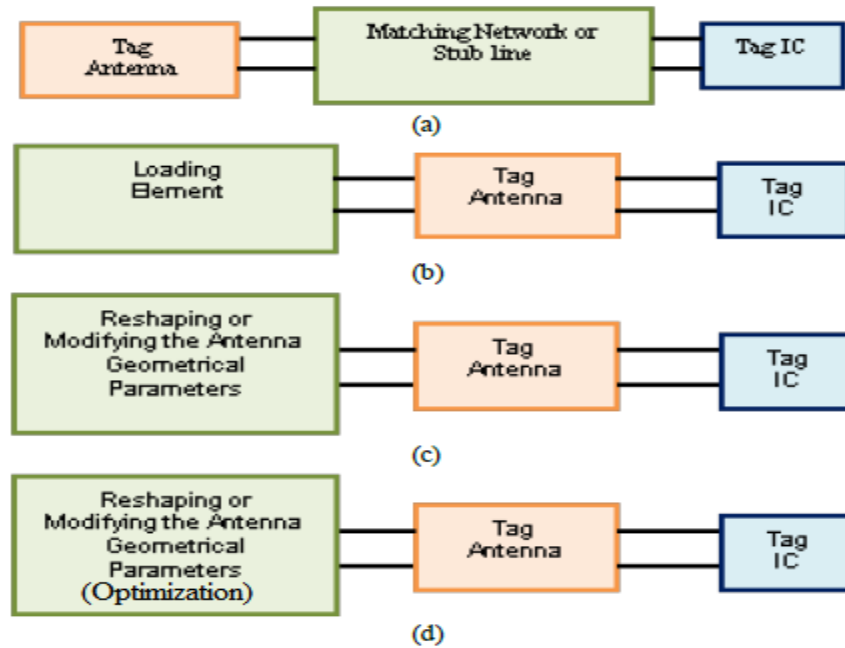 Tag
Antenna
Matching Network or
Stub line
Tag IC
(a)
Loading
Element
Tag
Antenna
Tag
IC
(b)
Reshaping or
Modifying the Antenna
Geometrical
Parameters
Tag
Antenna
Tag
IC
(c)
Reshaping or
Modifying the Antenna
Geometrical
Parameters
(Optimization)
Tag
Antenna
Tag
IC
(d)